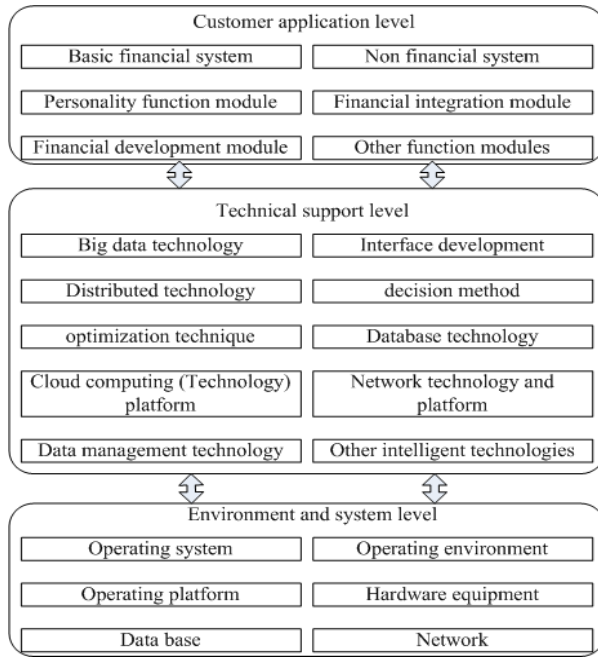 Customer application level
Basic financial system
Non financial system
Personality function module
Financial integration module
Financial development module
Other function modules
Technical support level
Big data technology
Interface development
Distributed technology
decision method
optimization technique
Database technology
Cloud computing (Technology)
platform
Network technology and
platform
Data management technology
Other intelligent technologies
Environment and system level
Operating system
Operating environment
Operating platform
Hardware equipment
Data base
Network